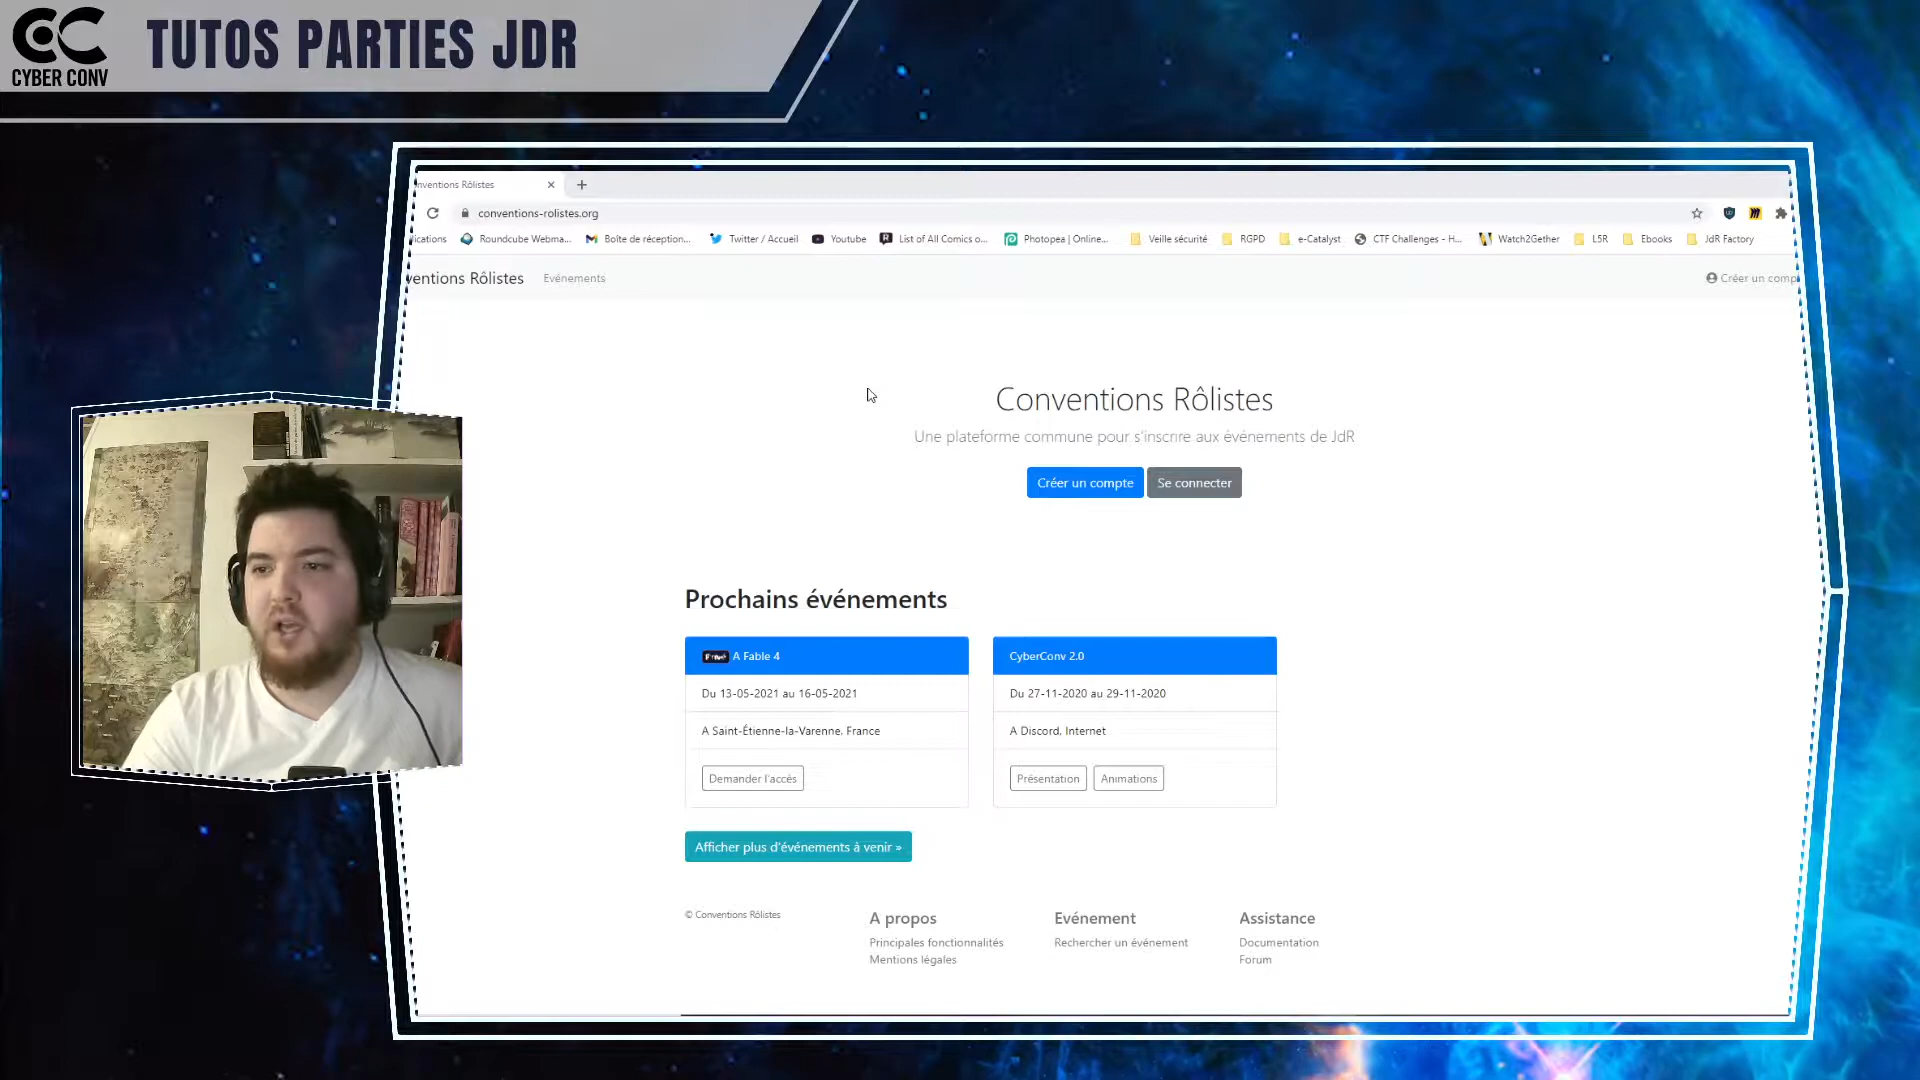 CYBER CONV
TUTOS PARTIES JDR
nventions Rôlistes
conventions-rolistes.org
ications
Roundcube Webma...
Boîte de réception...
Twitter / Accueil
Youtube
List of All Comics o...
Photopea | Online...
Veille sécurité
RGPD
e-Catalyst
CTF Challenges - H...
Watch2Gether
L5R
Ebooks
JdR Factory
ventions Rôlistes
Evénements
Créer un comp
Conventions Rôlistes
Une plateforme commune pour s'inscrire aux événements de JdR
Créer un compte
Se connecter
Prochains événements
A Fable 4
Du 13-05-2021 au 16-05-2021
A Saint-Étienne-la-Varenne, France
Demander l'accès
CyberConv 2.0
Du 27-11-2020 au 29-11-2020
A Discord, Internet
Présentation
Animations
Afficher plus d'événements à venir »
© Conventions Rôlistes
A propos
Principales fonctionnalités
Mentions légales
Evénement
Rechercher un événement
Assistance
Documentation
Forum